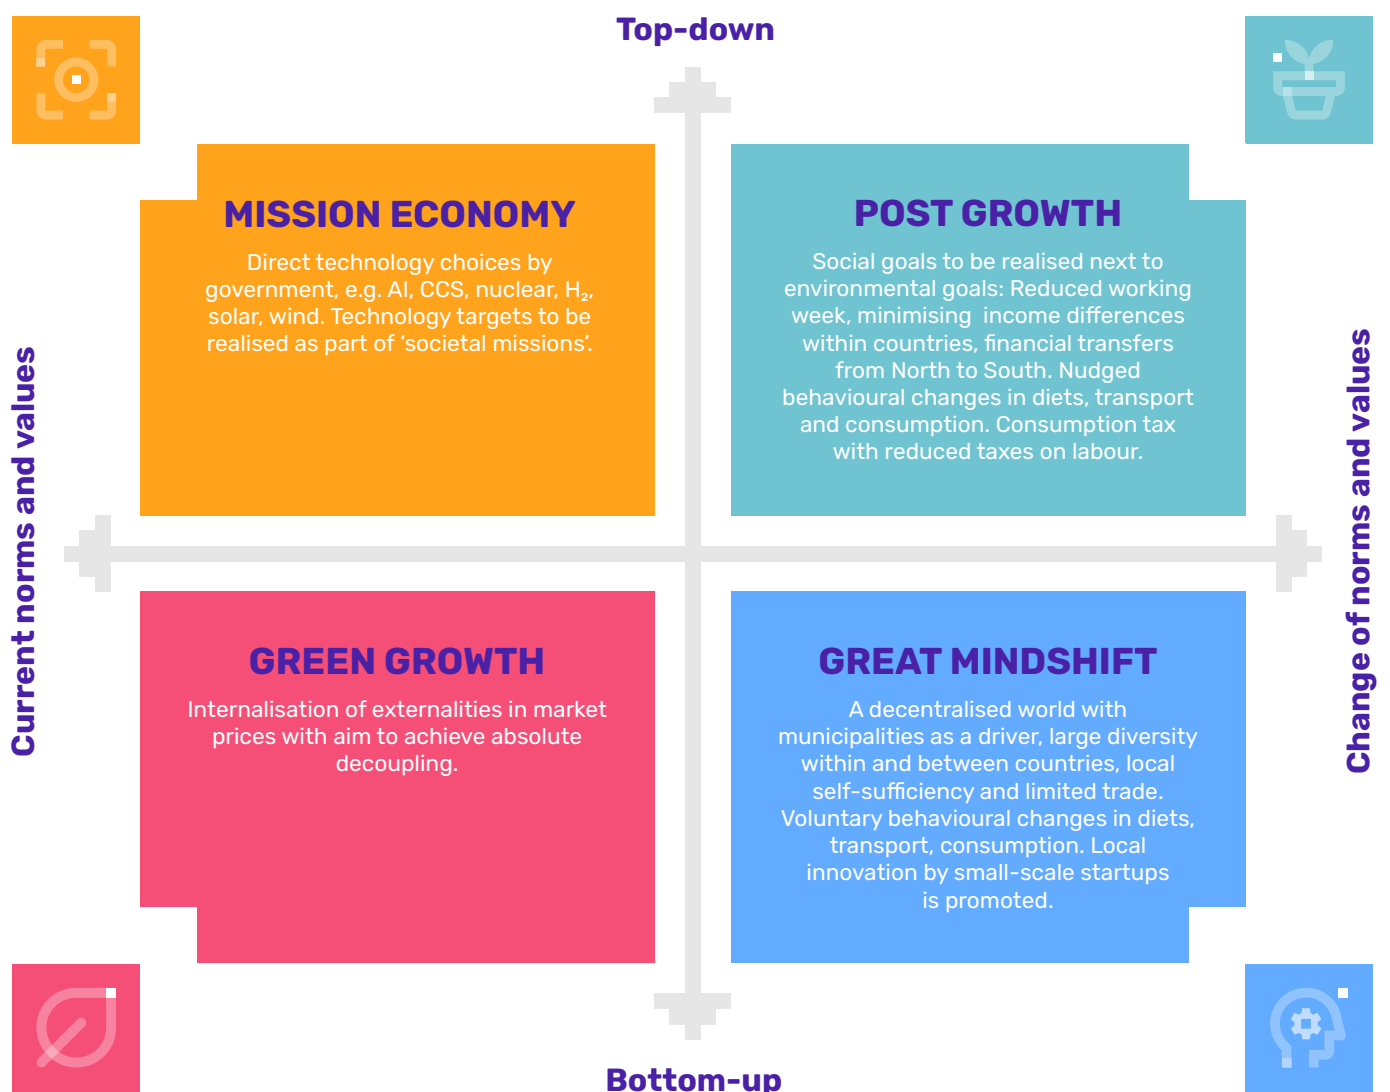 Top-down
Current norms and values
MISSION ECONOMY
Direct technology choices by
government, e.g. AI, CCS, nuclear, H₂,
solar, wind. Technology targets to be
realised as part of ‘societal missions’.
POST GROWTH
Social goals to be realised next to
environmental goals: Reduced working
week, minimising income differences
within countries, financial transfers
from North to South. Nudged
behavioural changes in diets, transport
and consumption. Consumption tax
with reduced taxes on labour.
Change of norms and values
GREEN GROWTH
Internalisation of externalities in market
prices with aim to achieve absolute
decoupling.
GREAT MINDSHIFT
A decentralised world with
municipalities as a driver, large diversity
within and between countries, local
self-sufficiency and limited trade.
Voluntary behavioural changes in diets,
transport, consumption. Local
innovation by small-scale startups
is promoted.
Bottom-up